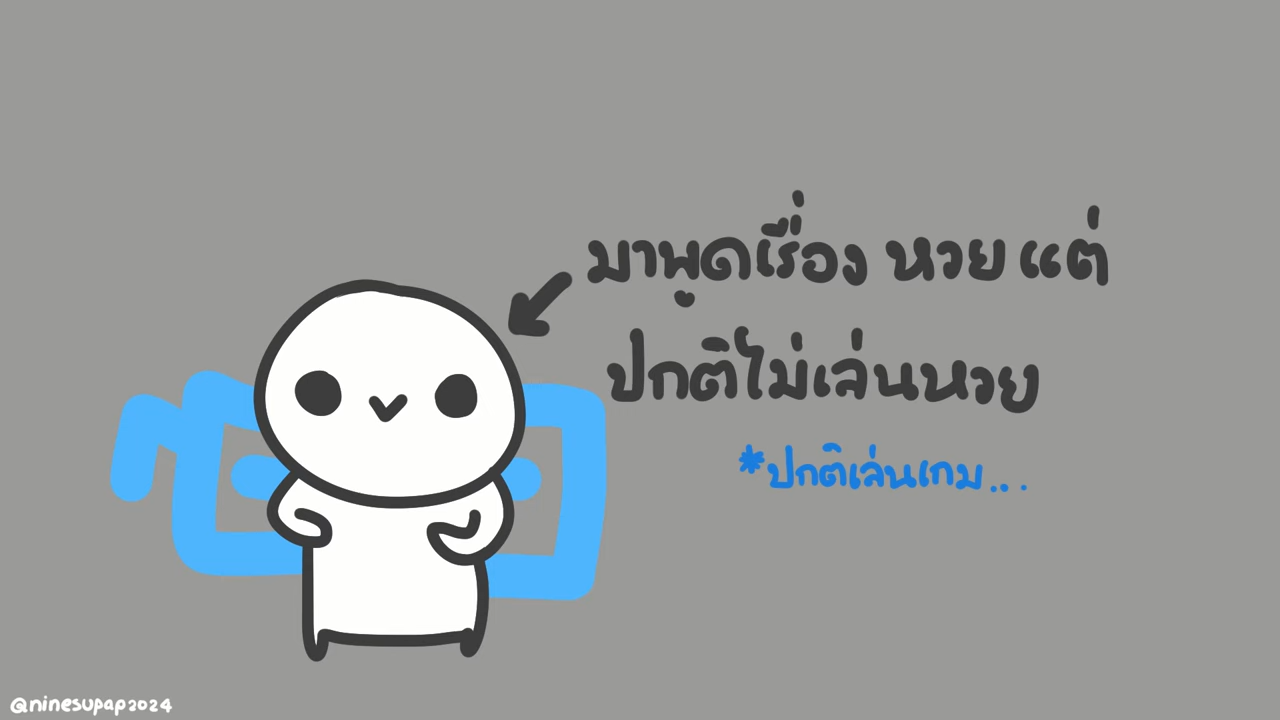 มาพูดเรื่อง หวย แต่
ปกติไม่เล่นหวย
*ปกติเล่นเกม...
@ninesupap2024